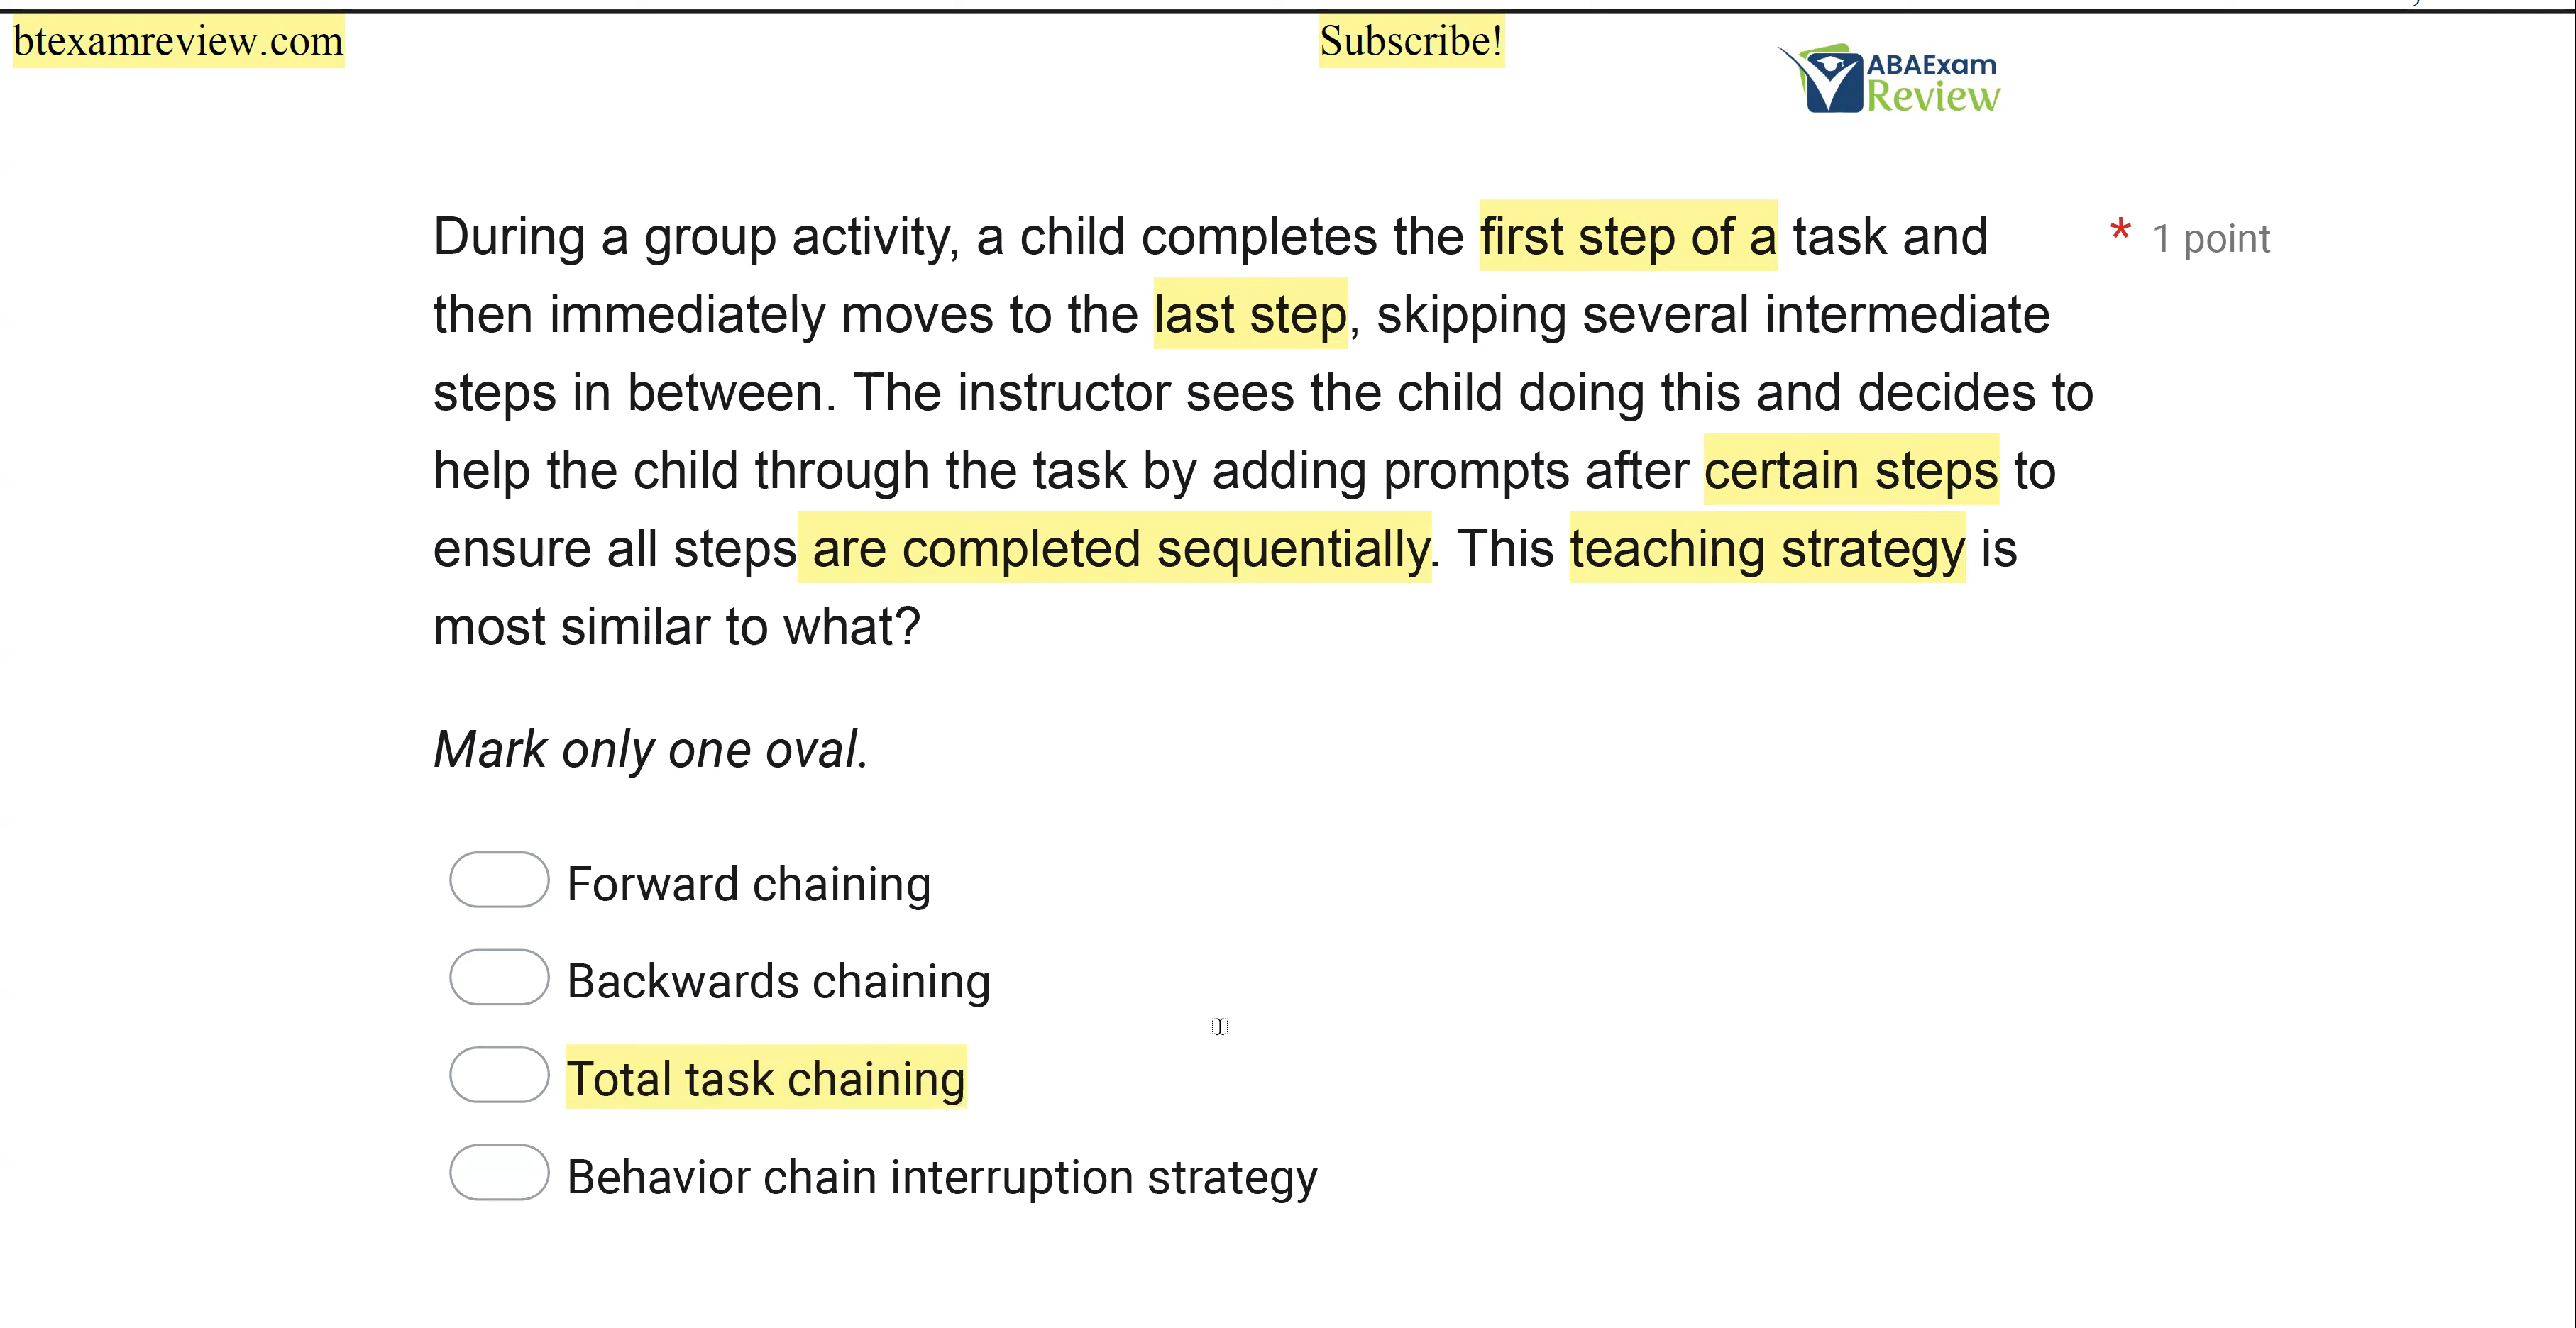 btexamreview.com
Subscribe!
ABAExam
Review
During a group activity, a child completes the first step of a task and
* 1 point
then immediately moves to the last step, skipping several intermediate
steps in between. The instructor sees the child doing this and decides to
help the child through the task by adding prompts after certain steps to
ensure all steps are completed sequentially. This teaching strategy is
most similar to what?
Mark only one oval.
Forward chaining
Backwards chaining
Total task chaining
Behavior chain interruption strategy